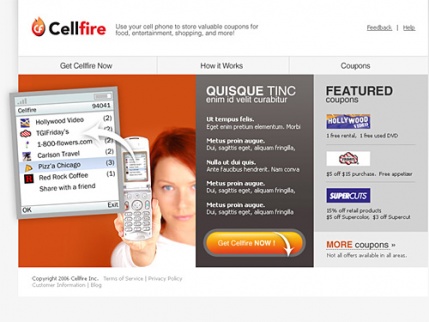 Cellfire
Use your cell phone to store valuable coupons for
food, entertainment, shopping, and more!
Feedback | Help
Get Cellfire Now
How it Works
Coupons
Cellfire 94041
Hollywood Video (2)
TGIFriday's (2)
1-800-flowers.com
Carlson Travel (2)
Pizz'a Chicago (1)
Red Rock Coffee (3)
Share with a friend
OK Exit
QUISQUE TINC
enim id velit curabitur
Ut tempus felis.
Eget enim pretium elementum. Morbi
Metus proin augue.
Dui, sagittis eget, aliquam fringilla,
Nulla ut dui quis.
Ante faucibus hendrerit. Nam conva
Metus proin augue.
Dui, sagittis eget, aliquam fringilla,
Metus proin augue.
Dui, sagittis eget, aliquam fringilla,
Get Cellfire NOW !
FEATURED
coupons
HOLLYWOOD
VIDEO
1 free rental, 1 free used DVD
$5 off $15 purchase. Free appetizer
SUPERCUTS
15% off retail products
$5 off Supercolor, $3 off Supercut
MORE coupons »
Not all offers available in all areas.
Copyright 2006 Cellfire Inc. Terms of Service | Privacy Policy
Customer Information | Blog